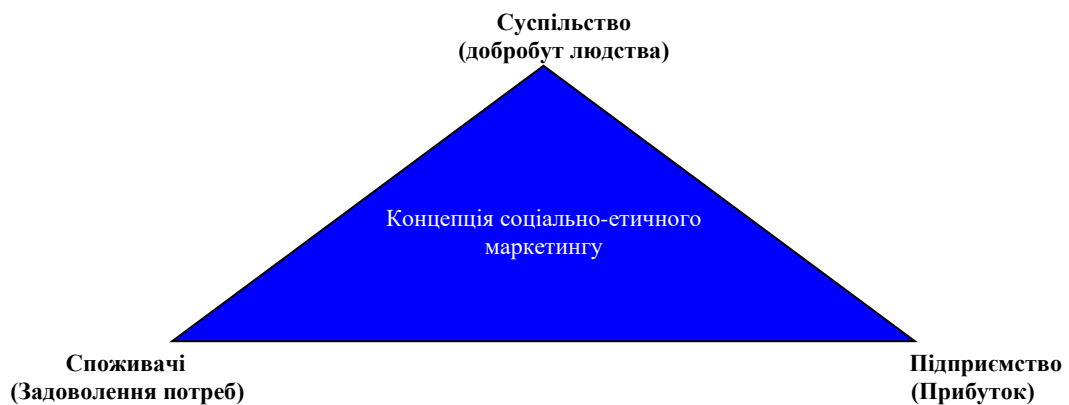 Суспільство
(добробут людства)
Концепція соціально-етичного
маркетингу
Споживачі
(Задоволення потреб)
Підприємство
(Прибуток)